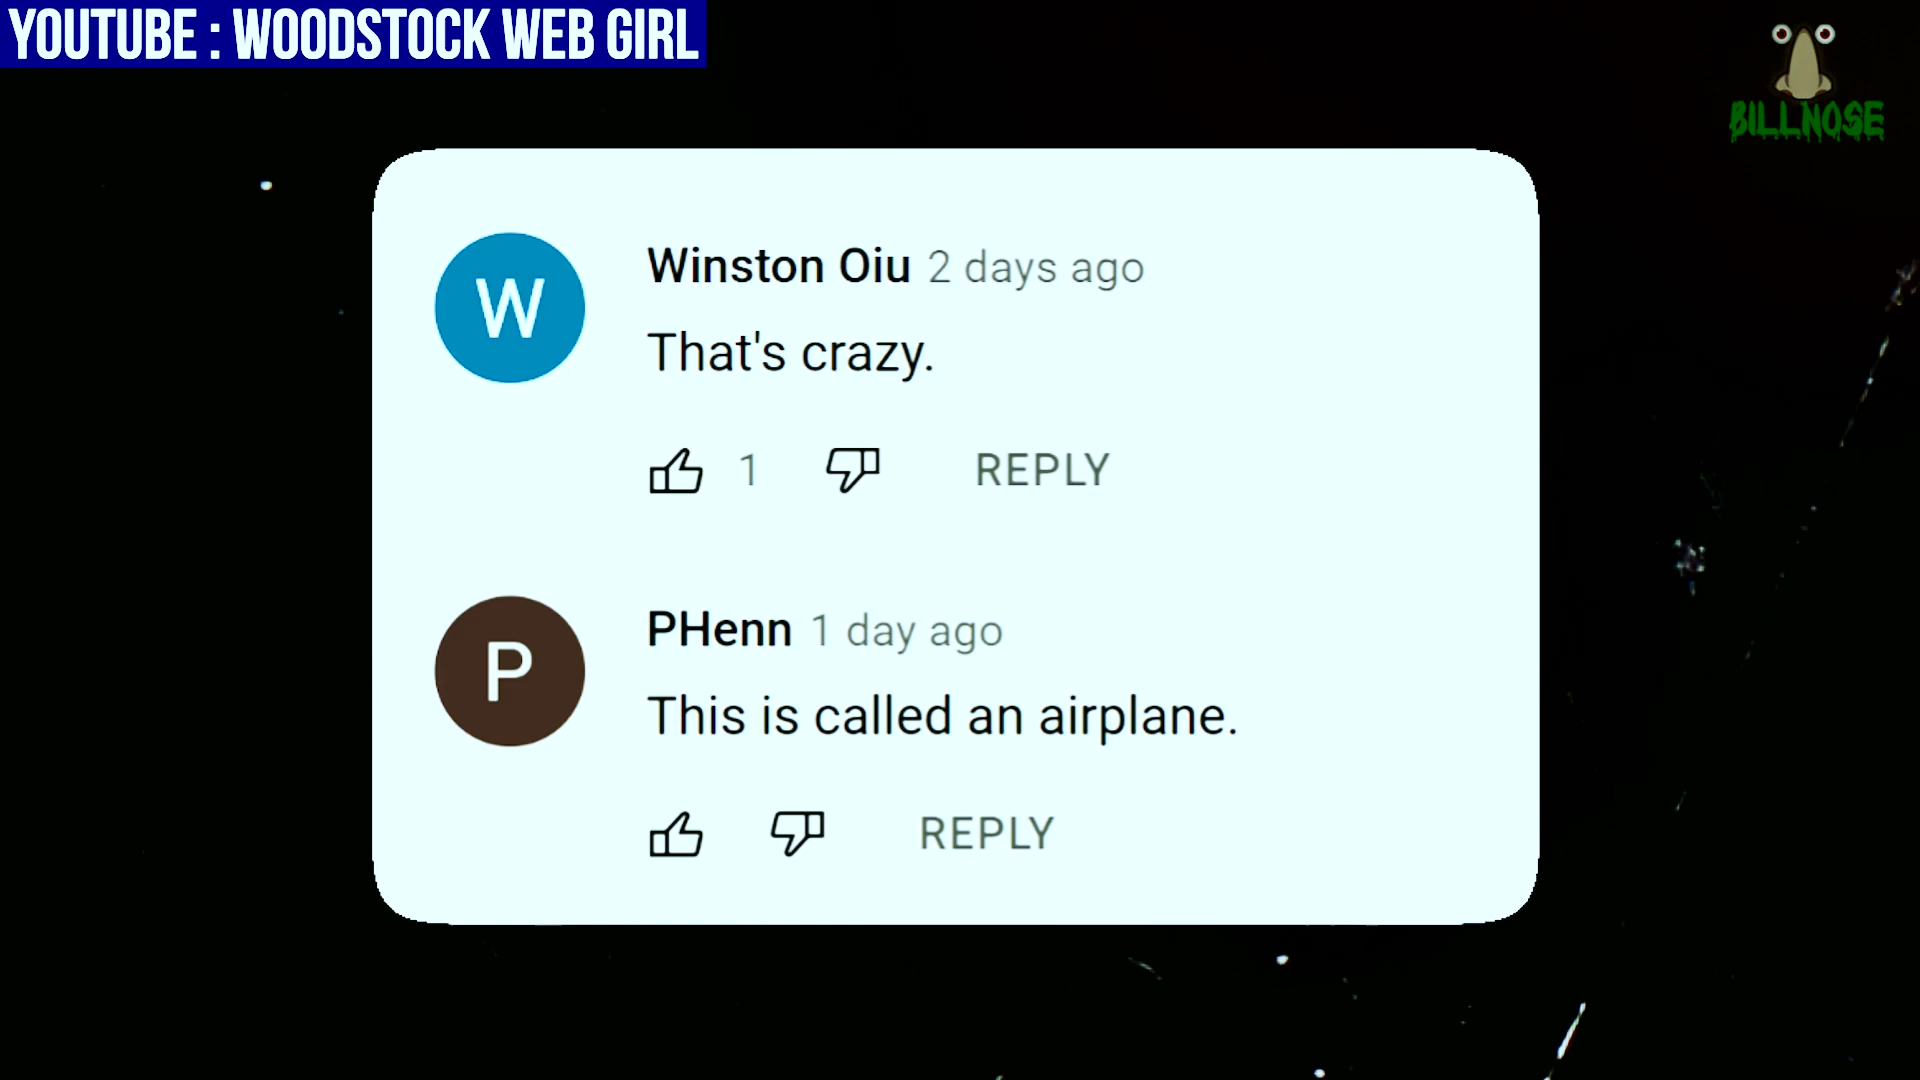 YOUTUBE : WOODSTOCK WEB GIRL
BILLNOSE
W
Winston Oiu 2 days ago
That's crazy.
1 REPLY
P
PHenn 1 day ago
This is called an airplane.
REPLY